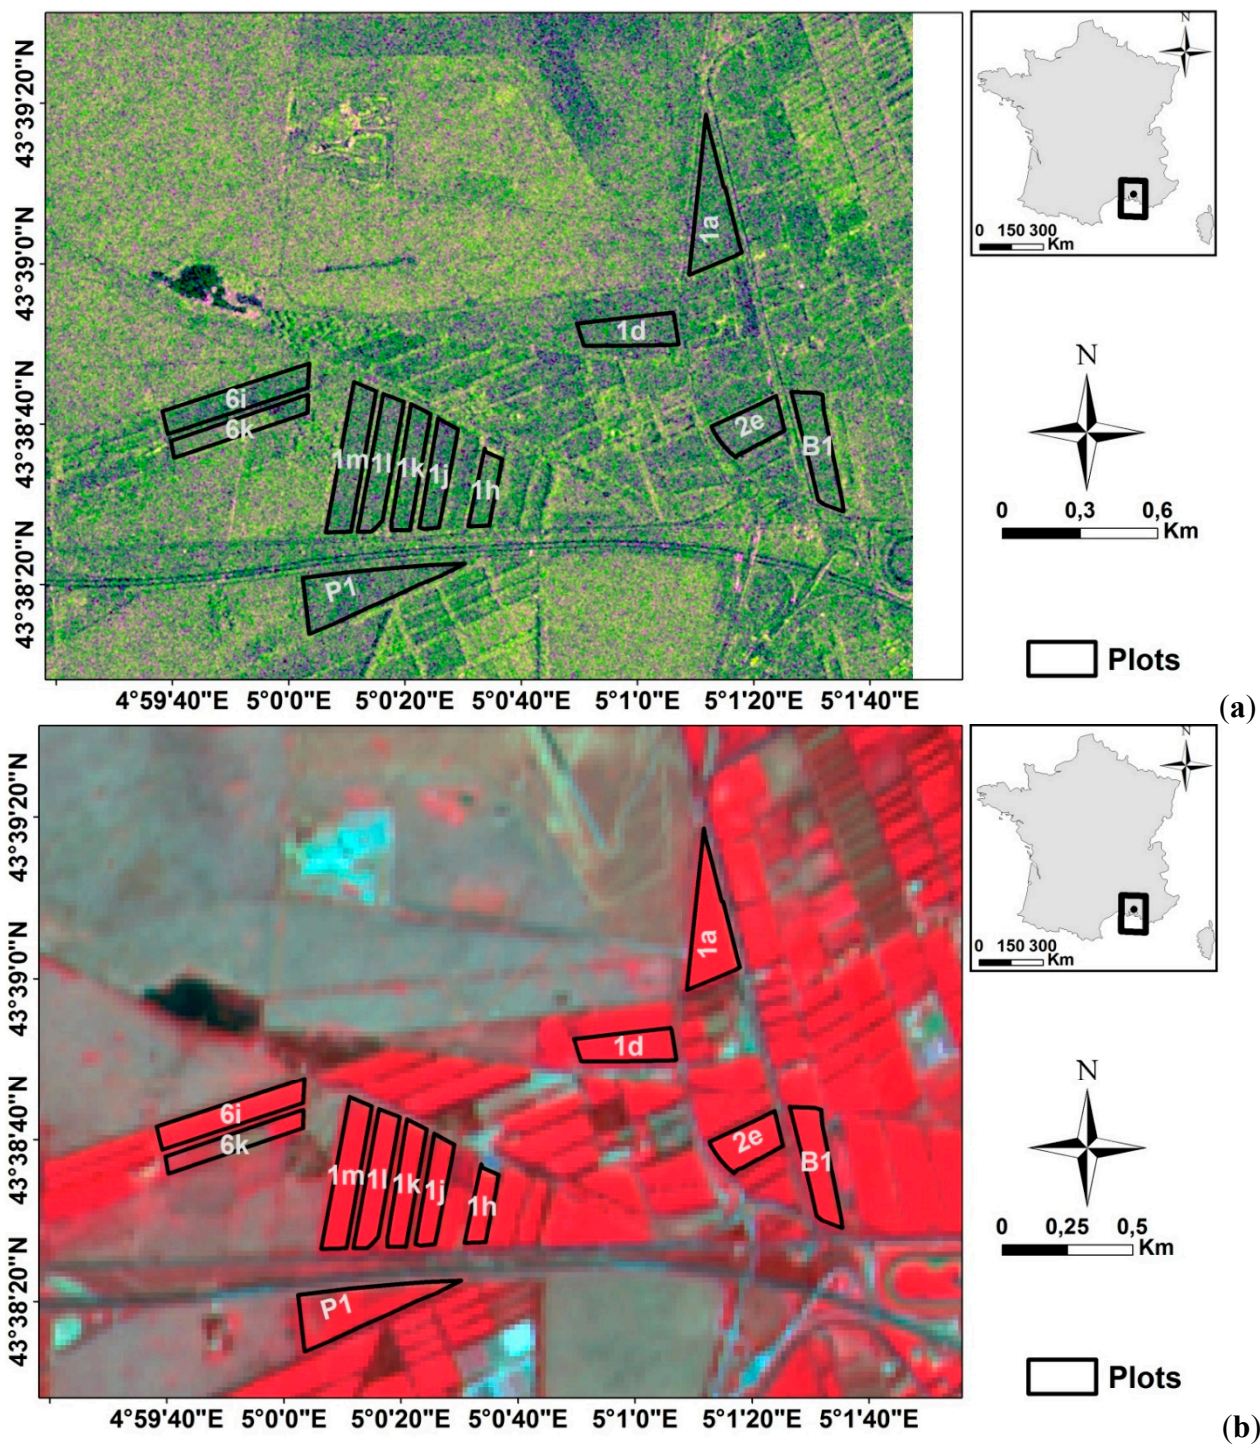 43°39'20"N
43°39'0"N
43°38'40"N
43°38'20"N
1a
1d
6i
6k
2e
B1
1m
1l
1k
1j
1h
P1
4°59'40"E
5°0'0"E
5°0'20"E
5°0'40"E
5°1'0"E
5°1'20"E
5°1'40"E
N
0 150 300
Km
N
0 0,3 0,6
Km
Plots
(a)
43°39'20"N
43°39'0"N
43°38'40"N
43°38'20"N
1a
1d
6i
6k
2e
B1
1m
1l
1k
1j
1h
P1
4°59'40"E
5°0'0"E
5°0'20"E
5°0'40"E
5°1'0"E
5°1'20"E
5°1'40"E
N
0 150 300
Km
N
0 0,25 0,5
Km
Plots
(b)